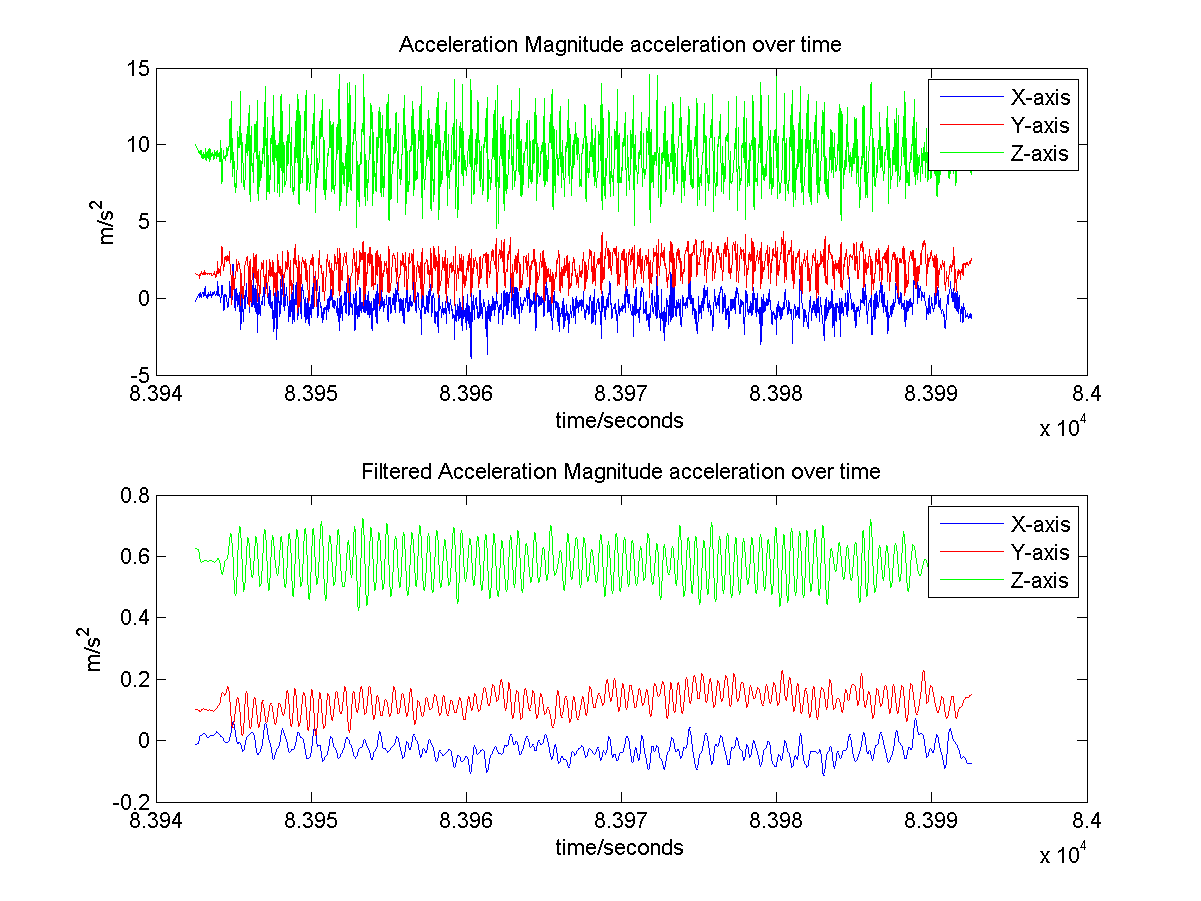 Acceleration Magnitude acceleration over time
15
10
5
0
-5
m/s2
X-axis
Y-axis
Z-axis
8.394 8.395 8.396 8.397 8.398 8.399 8.4
time/seconds
x 10^4
Filtered Acceleration Magnitude acceleration over time
0.8
0.6
0.4
0.2
0
-0.2
m/s2
X-axis
Y-axis
Z-axis
8.394 8.395 8.396 8.397 8.398 8.399 8.4
time/seconds
x 10^4